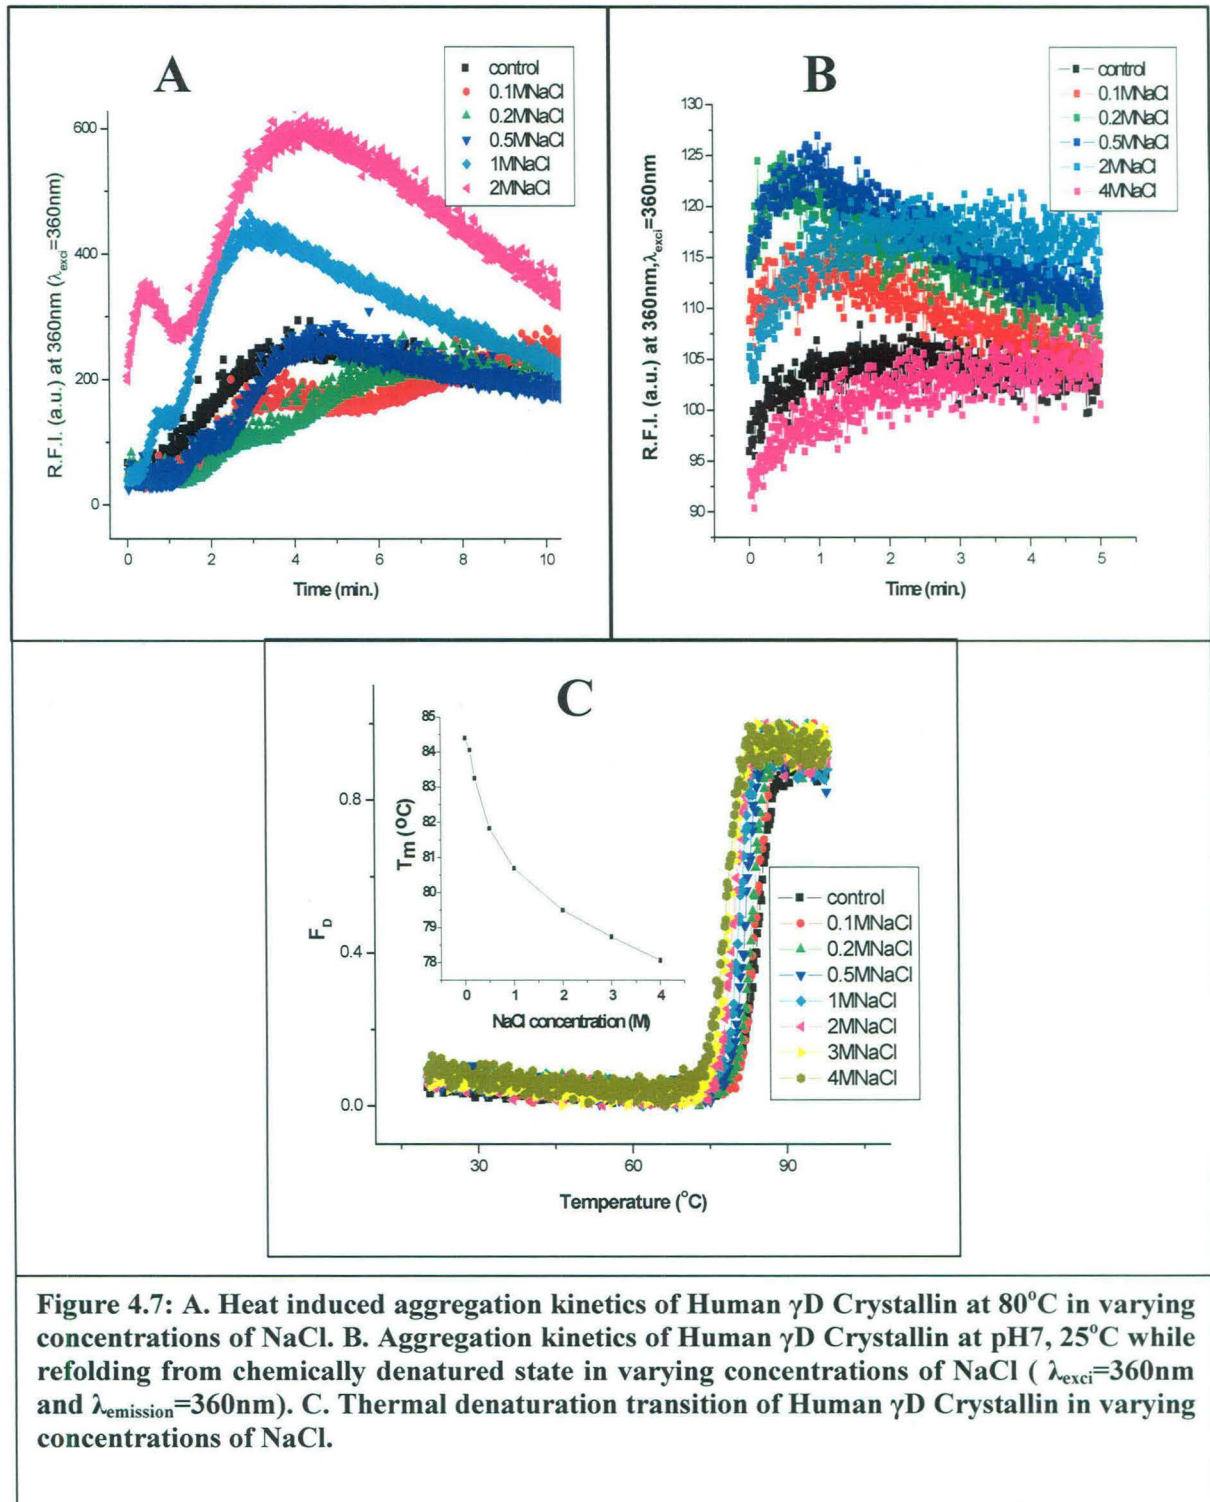 A
control
0.1MNaCl
0.2MNaCl
0.5MNaCl
1MNaCl
2MNaCl
600
400
200
0
R.F.I. (a.u.) at 360nm (λexci=360nm)
0 2 4 6 8 10
Time (min.)
B
control
0.1MNaCl
0.2MNaCl
0.5MNaCl
2MNaCl
4MNaCl
130
125
120
115
110
105
100
95
90
R.F.I. (a.u.) at 360nm,λexci=360nm
0 1 2 3 4 5
Time (min.)
C
85
84
83
82
81
80
79
78
Tm (°C)
0 1 2 3 4
NaCl concentration (M)
0.8
0.4
0.0
FD
control
0.1MNaCl
0.2MNaCl
0.5MNaCl
1MNaCl
2MNaCl
3MNaCl
4MNaCl
30 60 90
Temperature (°C)
Figure 4.7: A. Heat induced aggregation kinetics of Human γD Crystallin at 80°C in varying
concentrations of NaCl. B. Aggregation kinetics of Human γD Crystallin at pH7, 25°C while
refolding from chemically denatured state in varying concentrations of NaCl ( λexci=360nm
and λemission=360nm). C. Thermal denaturation transition of Human γD Crystallin in varying
concentrations of NaCl.